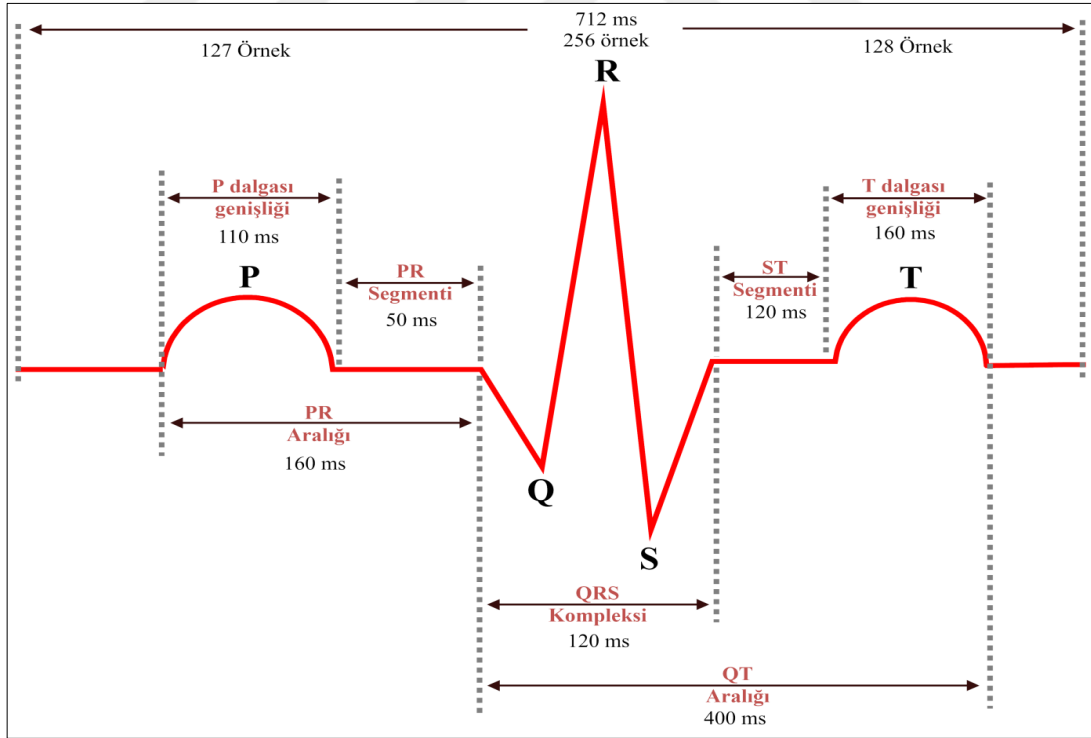 712 ms
127 Örnek
256 örnek
128 Örnek
R
P dalgası
genişliği
110 ms
T dalgası
genişliği
160 ms
P
PR
Segmenti
50 ms
ST
Segmenti
120 ms
T
PR
Aralığı
160 ms
Q
S
QRS
Kompleksi
120 ms
QT
Aralığı
400 ms